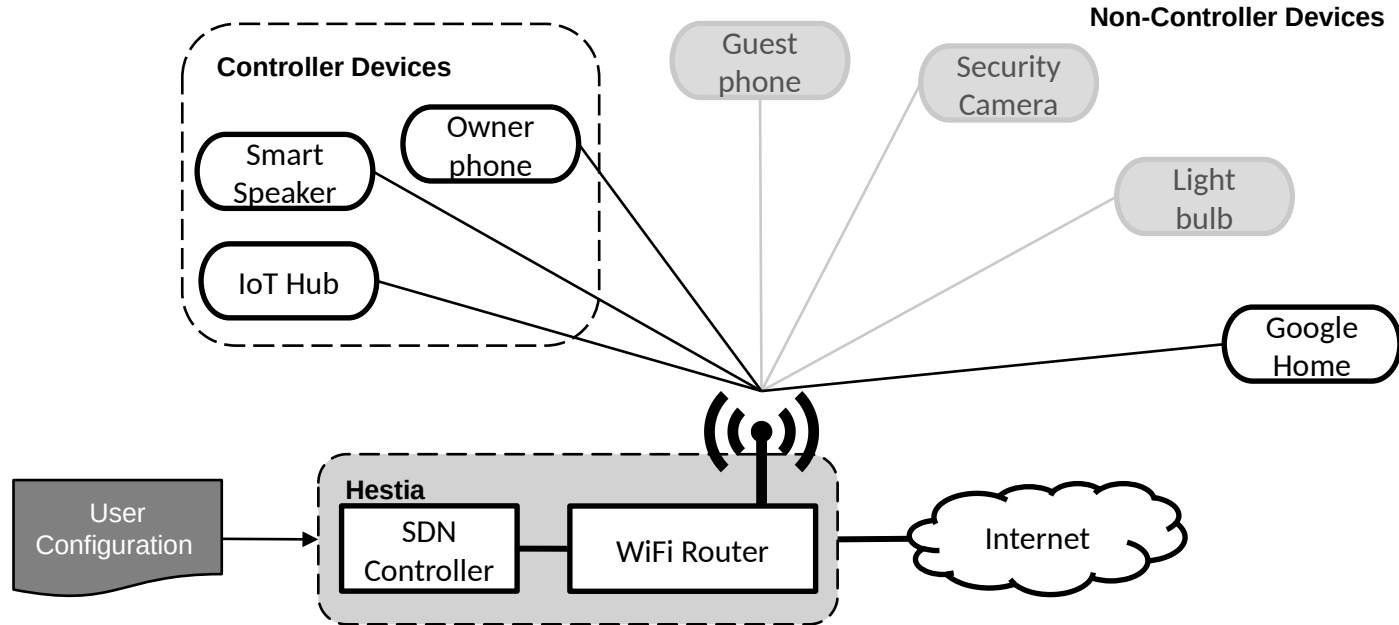 Non-Controller Devices
Controller Devices
Guest
phone
Security
Camera
Owner
phone
Smart
Speaker
Light
bulb
IoT Hub
Google
Home
Hestia
User
Configuration
SDN
Controller
WiFi Router
Internet